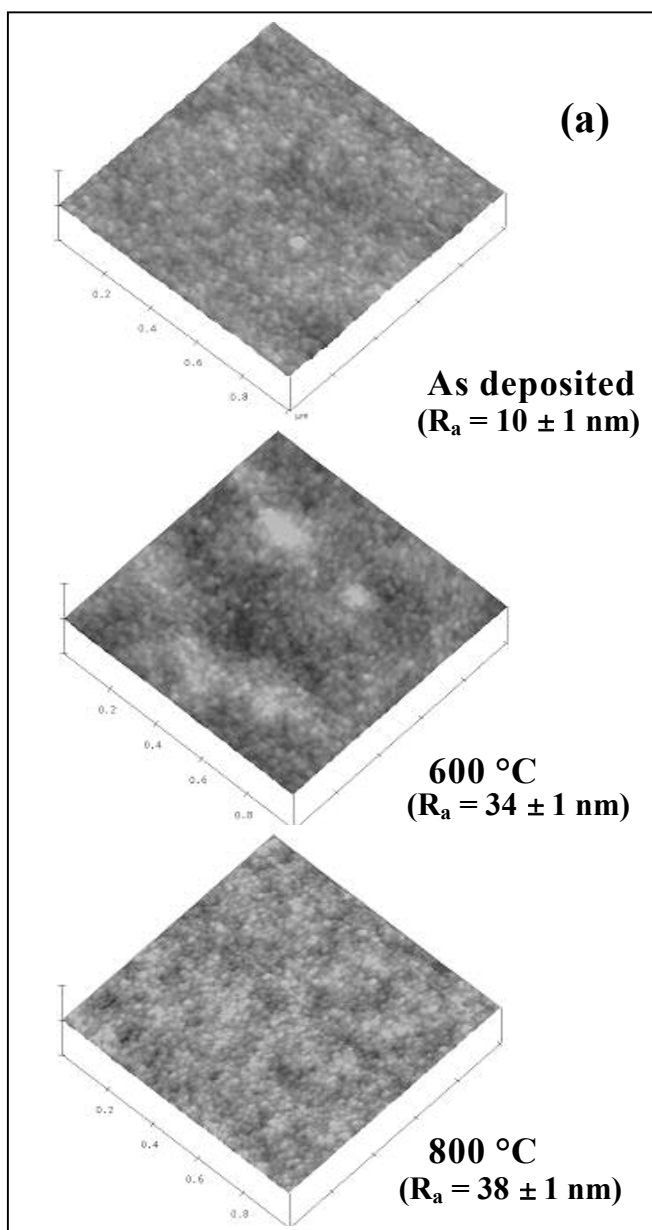 (a)
0.2
0.4
0.6
0.8
µm
As deposited
(Rₐ = 10 ± 1 nm)
0.2
0.4
0.6
0.8
600 °C
(Rₐ = 34 ± 1 nm)
0.2
0.4
0.6
0.8
800 °C
(Rₐ = 38 ± 1 nm)